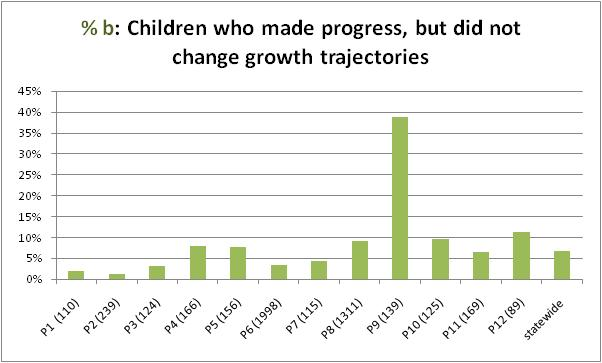 % b: Children who made progress, but did not
change growth trajectories
45%
40%
35%
30%
25%
20%
15%
10%
5%
0%
P1 (110)
P2 (239)
P3 (124)
P4 (166)
P5 (156)
P6 (1998)
P7 (115)
P8 (1311)
P9 (139)
P10 (125)
P11 (169)
P12 (89)
statewide